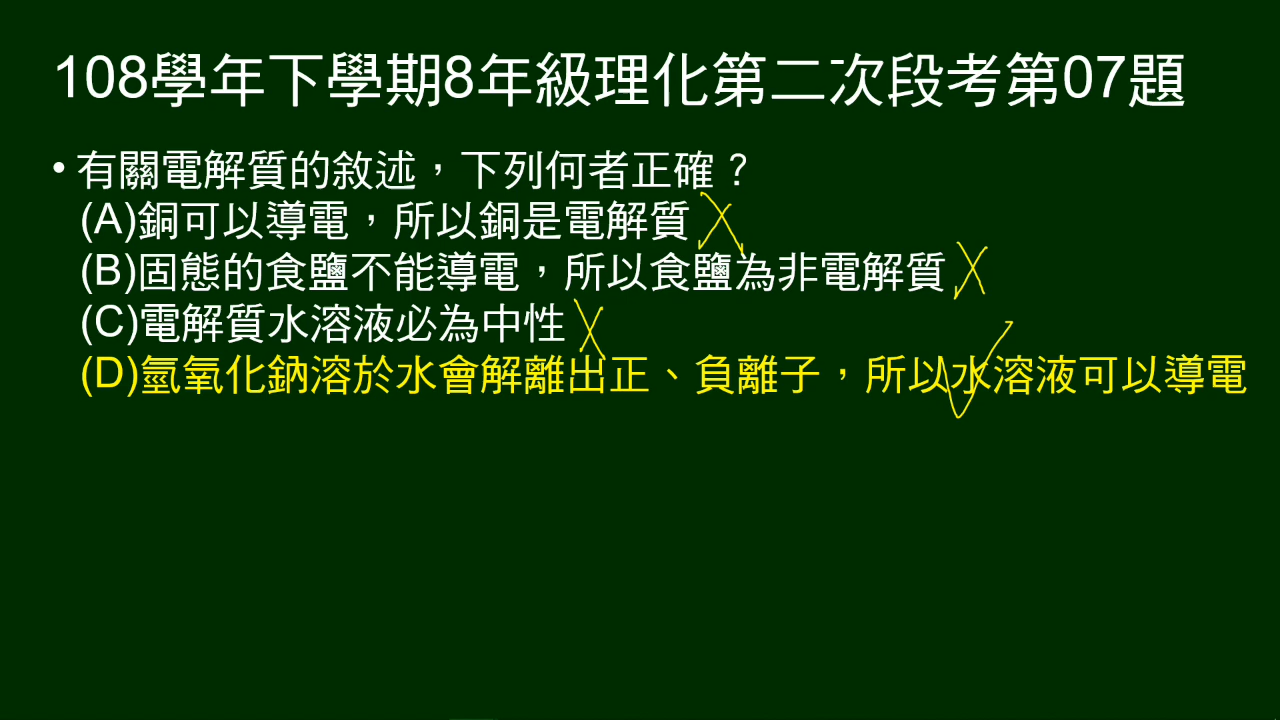 108學年下學期8年級理化第二次段考第07題
• 有關電解質的敘述，下列何者正確？
(A)銅可以導電，所以銅是電解質
(B)固態的食鹽不能導電，所以食鹽為非電解質
(C)電解質水溶液必為中性
(D)氫氧化鈉溶於水會解離出正、負離子，所以水溶液可以導電